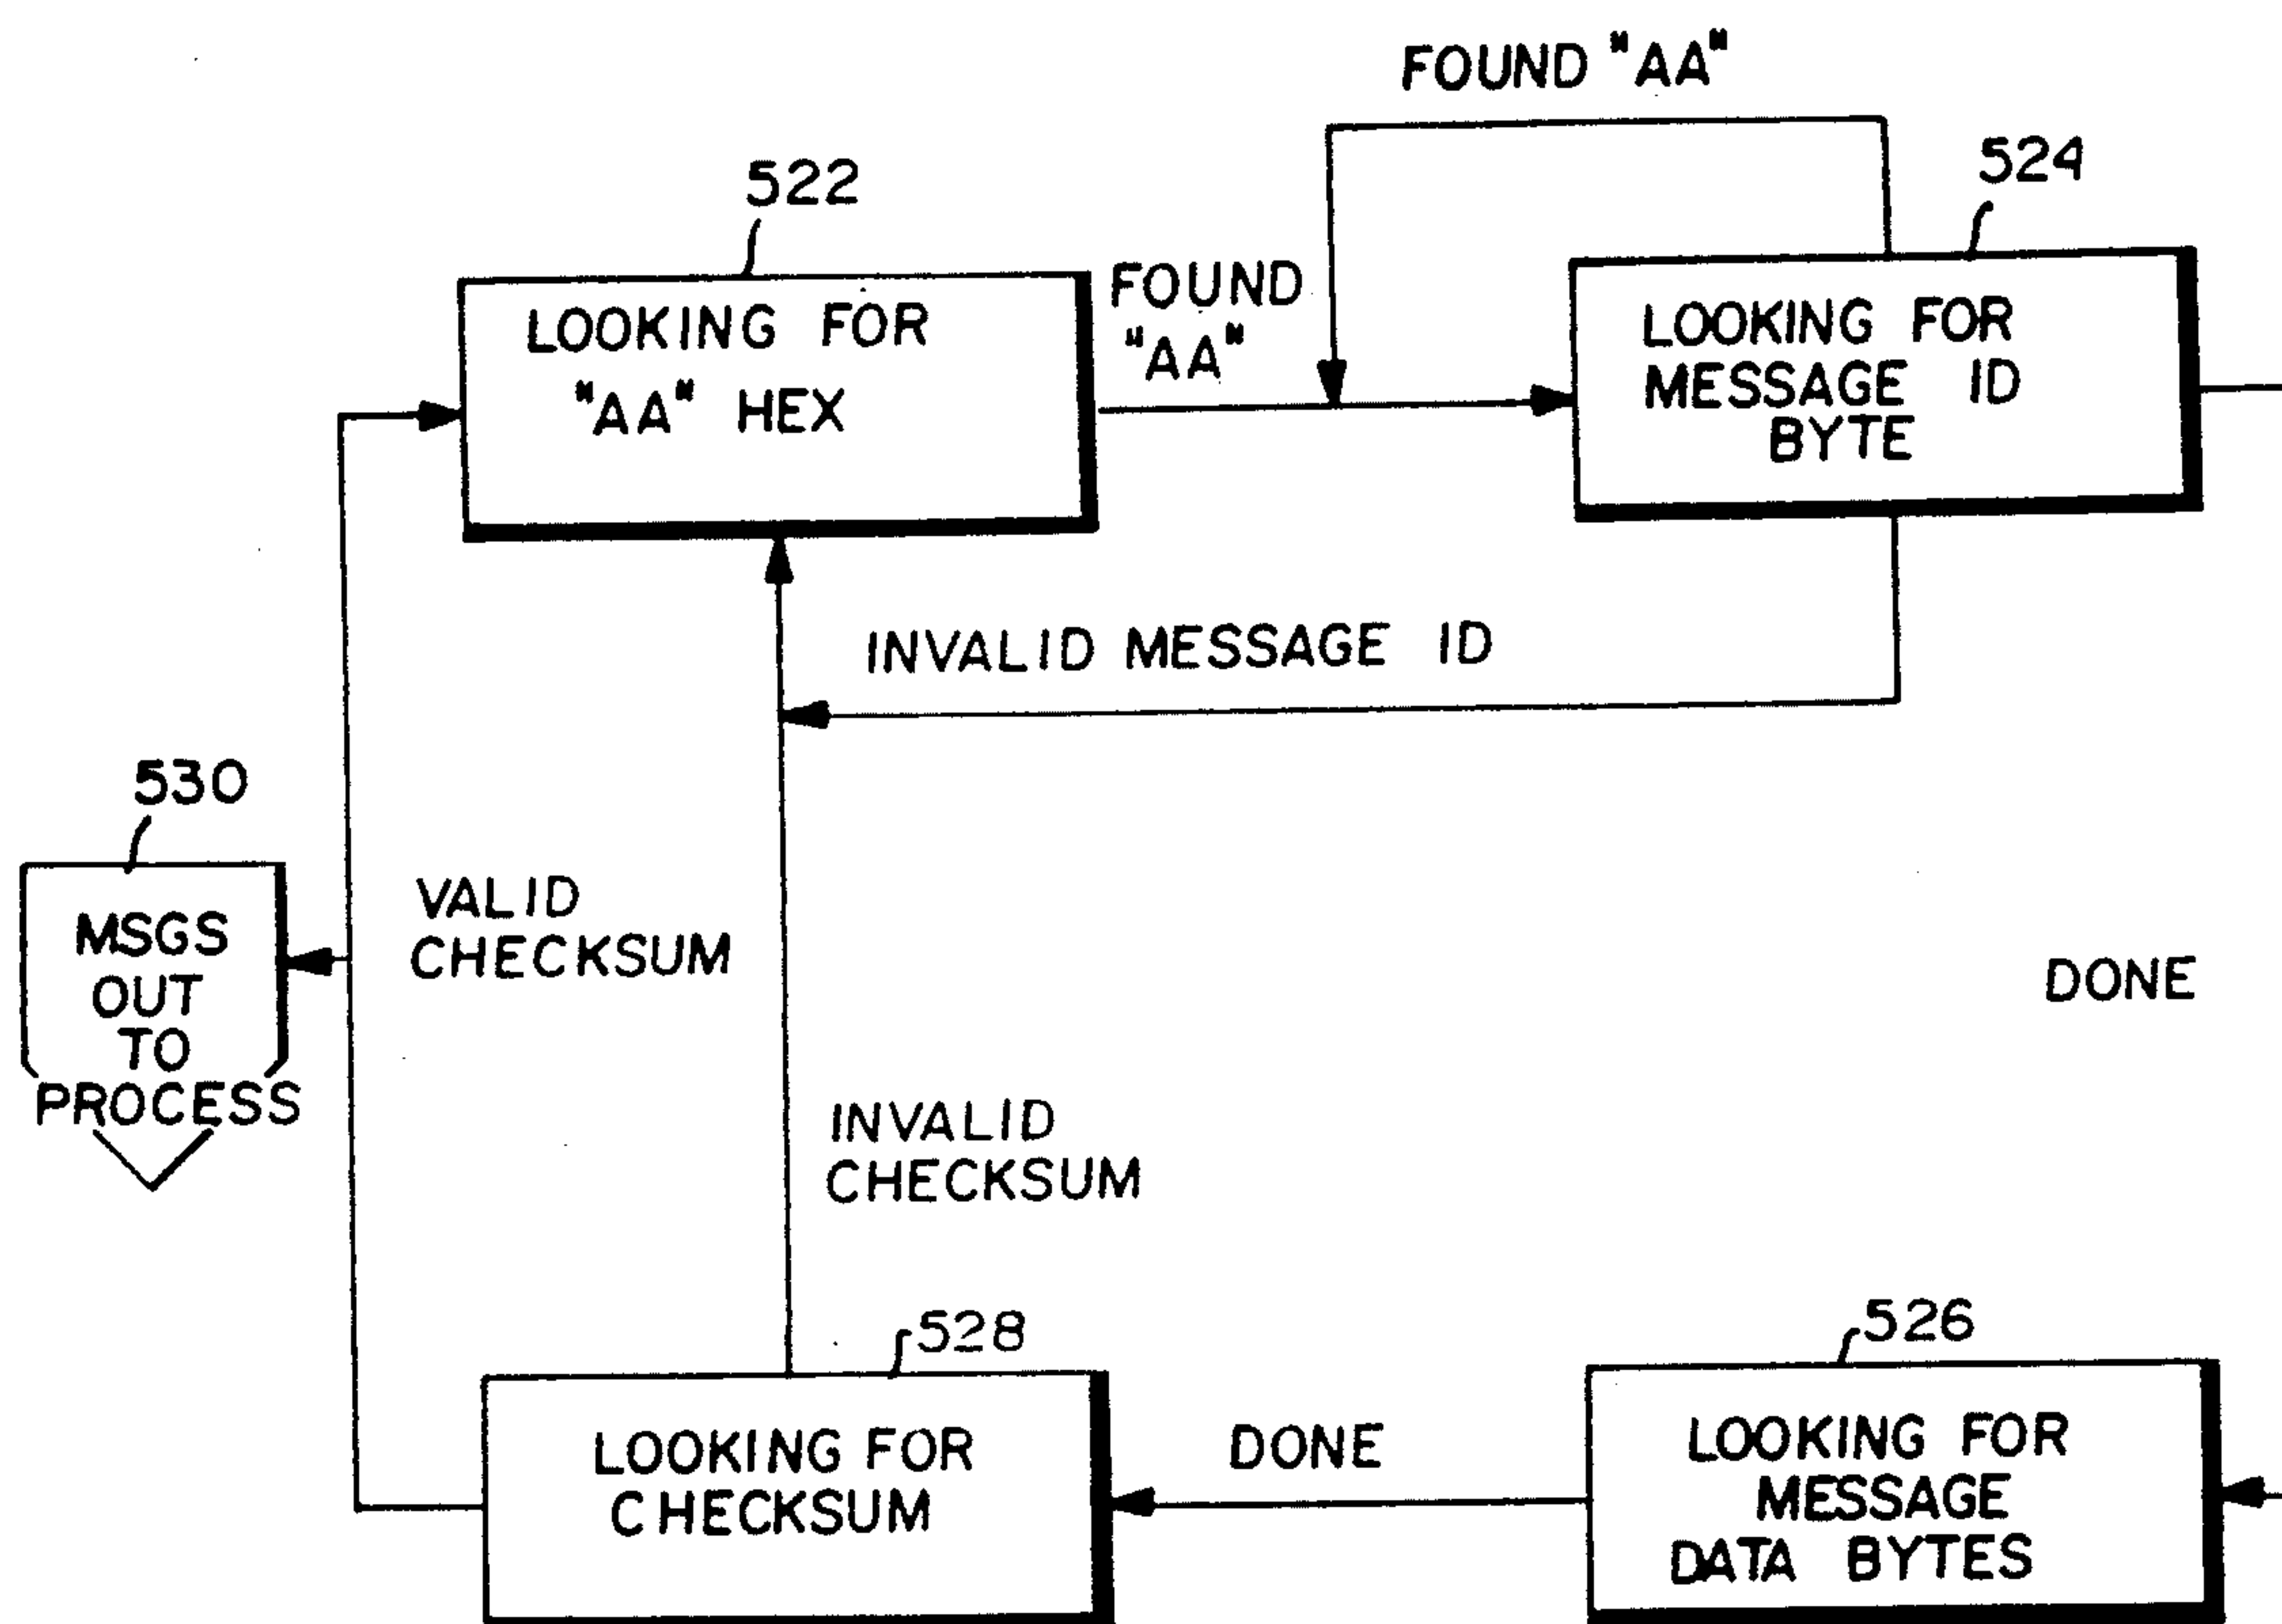 FOUND "AA"
522
524
LOOKING FOR
"AA" HEX
FOUND
"AA"
LOOKING FOR
MESSAGE ID
BYTE
INVALID MESSAGE ID
530
MSGS
OUT
TO
PROCESS
VALID
CHECKSUM
DONE
INVALID
CHECKSUM
528
526
LOOKING FOR
CHECKSUM
DONE
LOOKING FOR
MESSAGE
DATA BYTES